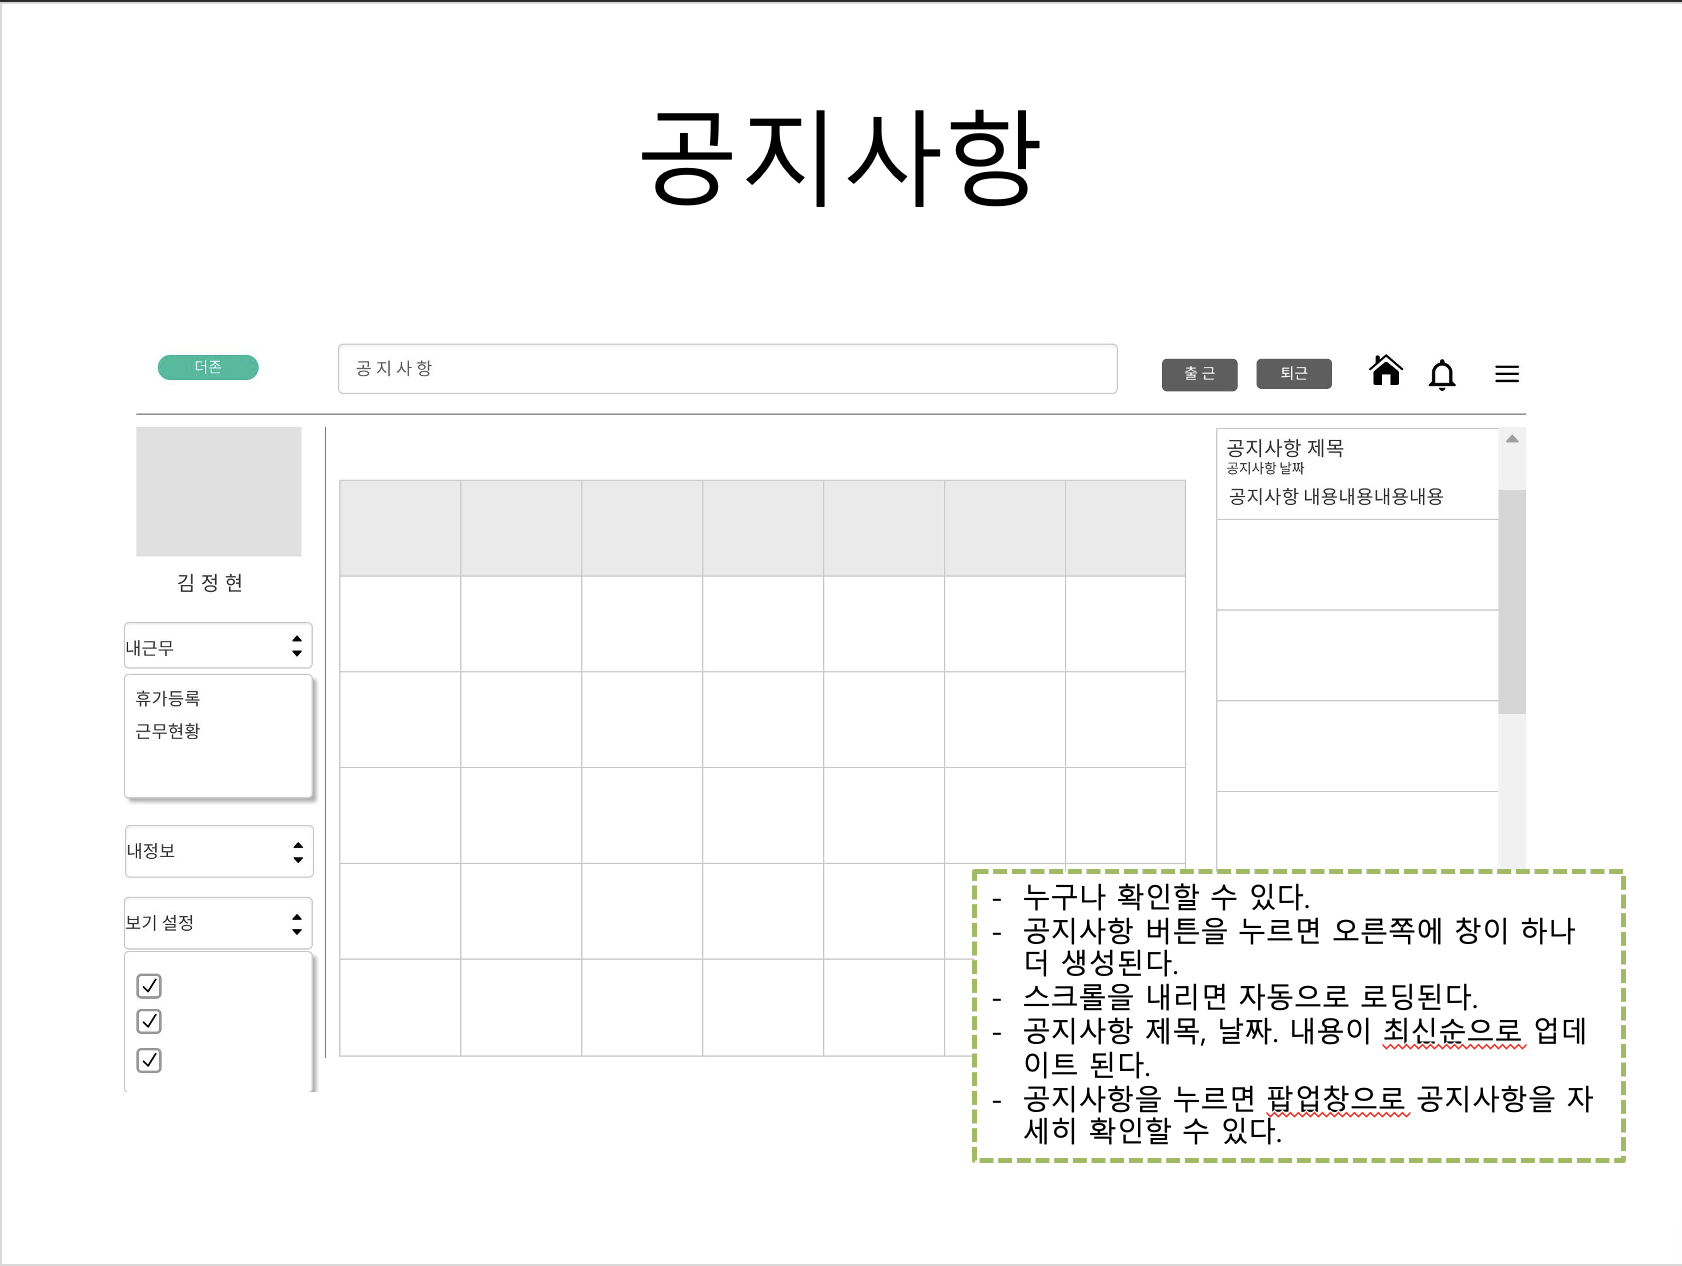 공지사항
더존
공 지 사 항
출 근
퇴근
김 정 현
내근무
휴가등록
근무현황
내정보
보기 설정
공지사항 제목
공지사항 날짜
공지사항 내용내용내용내용
- 누구나 확인할 수 있다.
- 공지사항 버튼을 누르면 오른쪽에 창이 하나
더 생성된다.
- 스크롤을 내리면 자동으로 로딩된다.
- 공지사항 제목, 날짜. 내용이 최신순으로 업데
이트 된다.
- 공지사항을 누르면 팝업창으로 공지사항을 자
세히 확인할 수 있다.